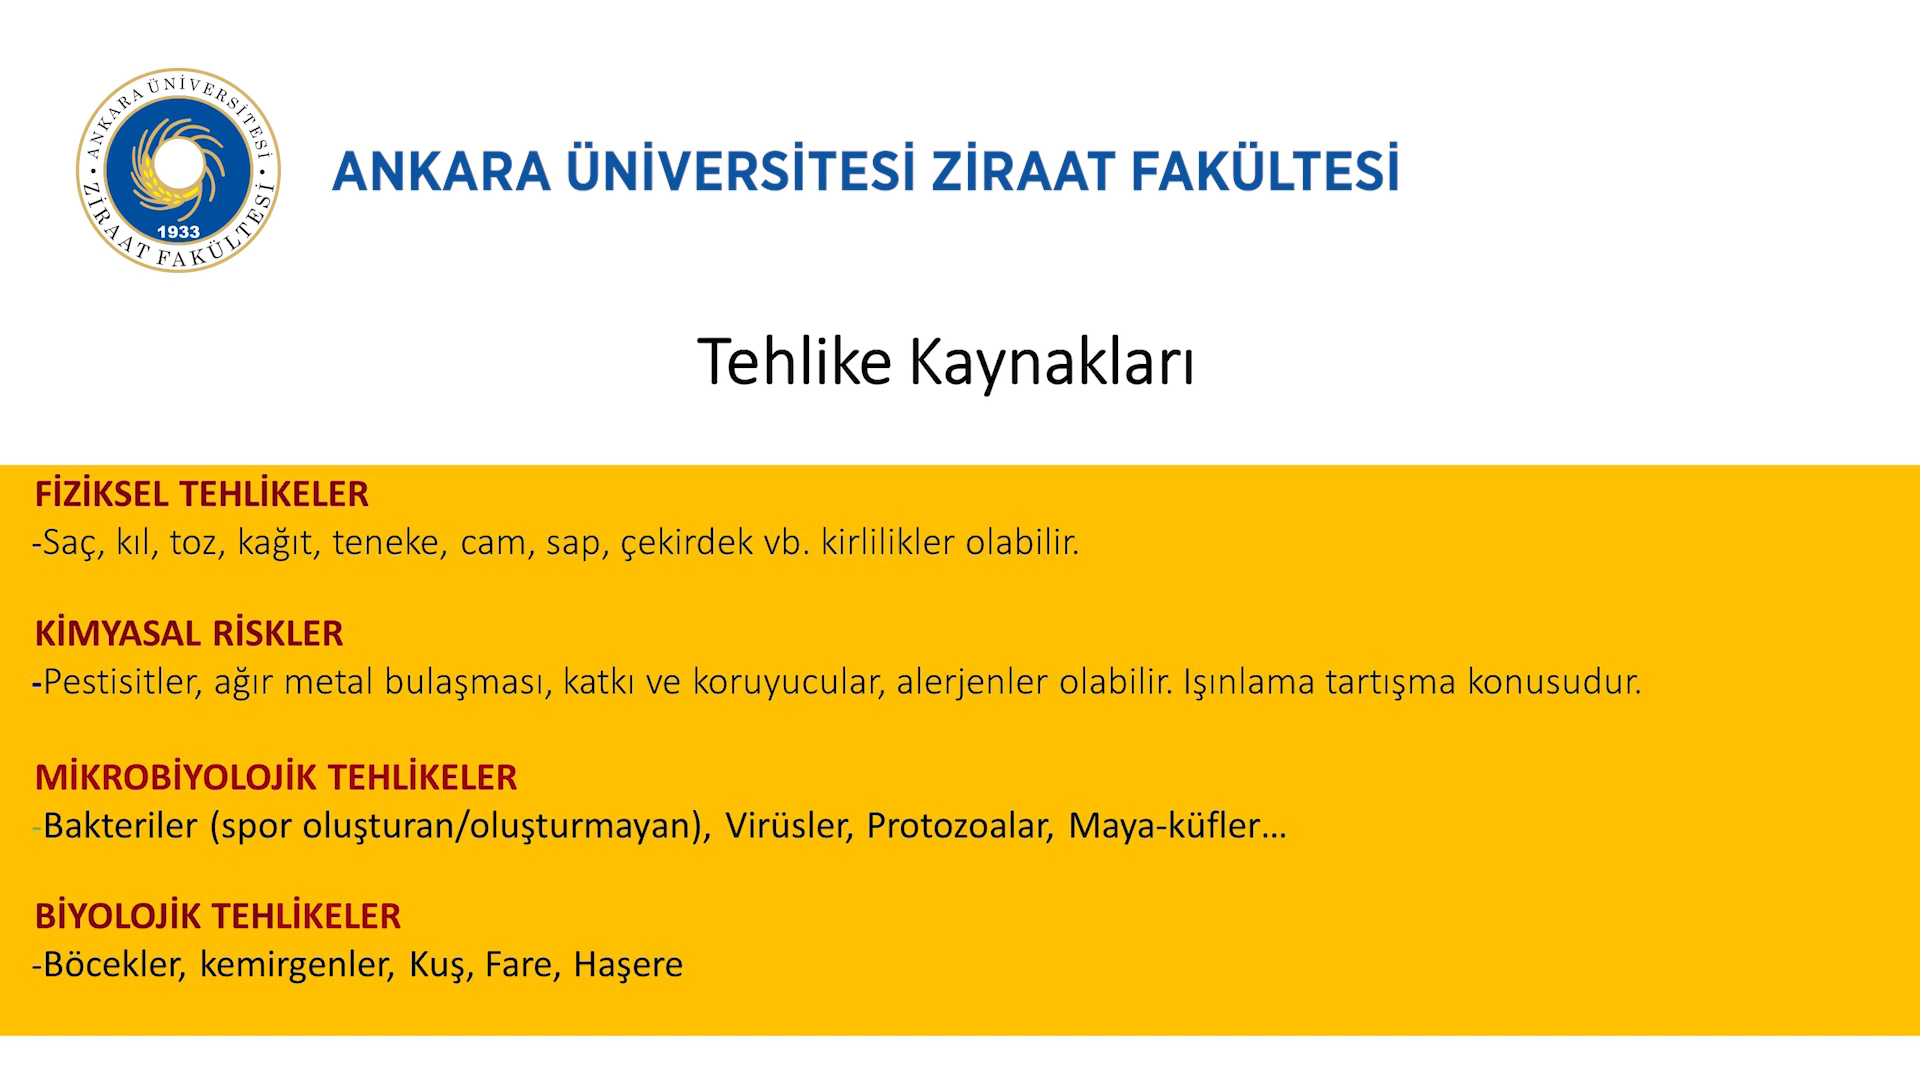 ANKARA ÜNİVERSİTESİ
ZİRAAT FAKÜLTESİ
1933
ANKARA ÜNİVERSİTESİ ZİRAAT FAKÜLTESİ
Tehlike Kaynakları
FİZİKSEL TEHLİKELER
-Saç, kıl, toz, kağıt, teneke, cam, sap, çekirdek vb. kirlilikler olabilir.
KİMYASAL RİSKLER
-Pestisitler, ağır metal bulaşması, katkı ve koruyucular, alerjenler olabilir. Işınlama tartışma konusudur.
MİKROBİYOLOJİK TEHLİKELER
-Bakteriler (spor oluşturan/oluşturmayan), Virüsler, Protozoalar, Maya-küfler…
BİYOLOJİK TEHLİKELER
-Böcekler, kemirgenler, Kuş, Fare, Haşere